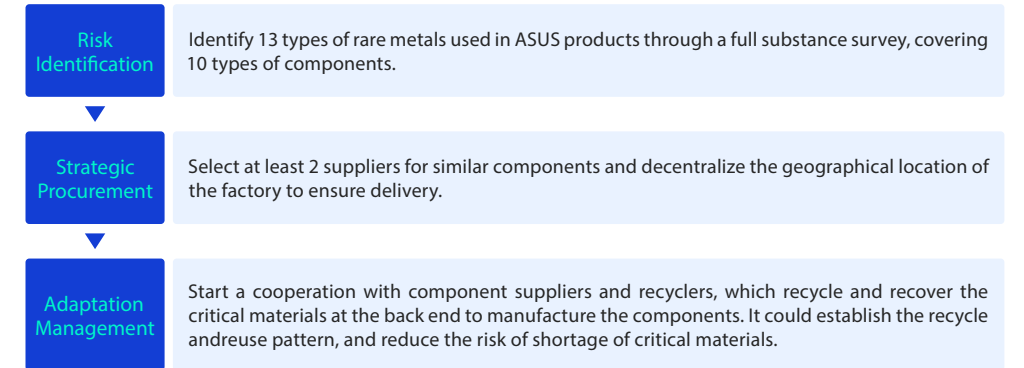 Risk
Identification
Identify 13 types of rare metals used in ASUS products through a full substance survey, covering
10 types of components.
Strategic
Procurement
Select at least 2 suppliers for similar components and decentralize the geographical location of
the factory to ensure delivery.
Adaptation
Management
Start a cooperation with component suppliers and recyclers, which recycle and recover the
critical materials at the back end to manufacture the components. It could establish the recycle
andreuse pattern, and reduce the risk of shortage of critical materials.